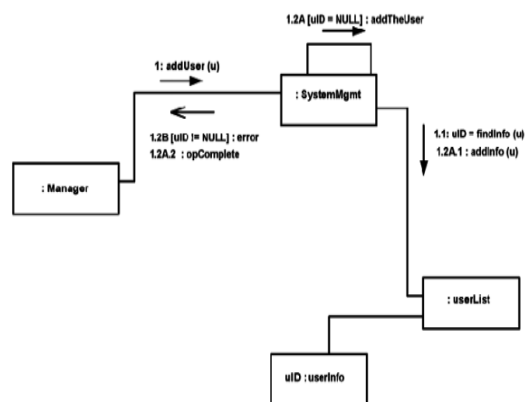 1.2A [uID = NULL] : addTheUser
1: addUser (u)
: SystemMgmt
1.2B [uID != NULL] : error
1.2A.2 : opComplete
1.1: uID = findInfo (u)
1.2A.1 : addInfo (u)
: Manager
: userList
uID : userInfo